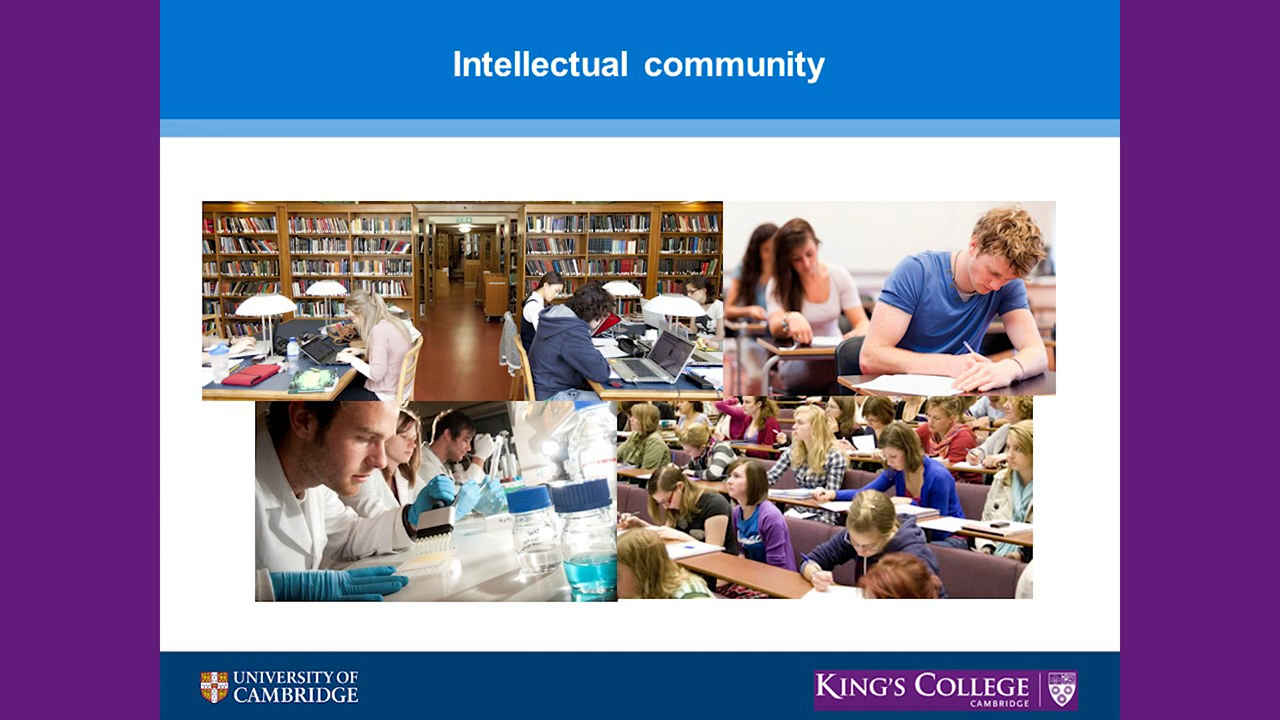 Intellectual community
UNIVERSITY OF
CAMBRIDGE
KING'S COLLEGE
CAMBRIDGE